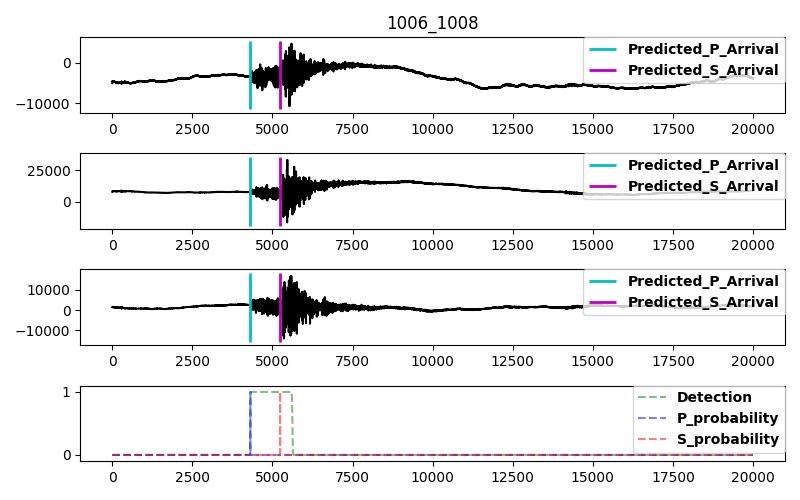 1006_1008
0
−10000
Predicted_P_Arrival
Predicted_S_Arrival
0 2500 5000 7500 10000 12500 15000 17500 20000
25000
0
Predicted_P_Arrival
Predicted_S_Arrival
0 2500 5000 7500 10000 12500 15000 17500 20000
10000
0
−10000
Predicted_P_Arrival
Predicted_S_Arrival
0 2500 5000 7500 10000 12500 15000 17500 20000
1
0
Detection
P_probability
S_probability
0 2500 5000 7500 10000 12500 15000 17500 20000